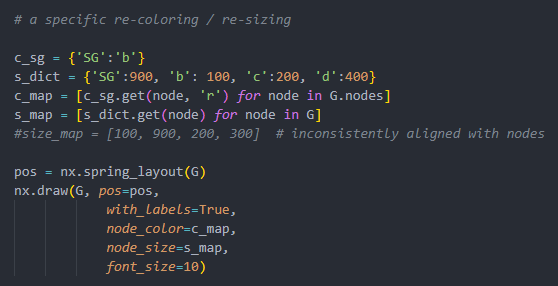 # a specific re-coloring / re-sizing
c_sg = {'SG':'b'}
s_dict = {'SG':900, 'b': 100, 'c':200, 'd':400}
c_map = [c_sg.get(node, 'r') for node in G.nodes]
s_map = [s_dict.get(node) for node in G]
#size_map = [100, 900, 200, 300]  # inconsistently aligned with nodes
pos = nx.spring_layout(G)
nx.draw(G, pos=pos,
            with_labels=True,
            node_color=c_map,
            node_size=s_map,
            font_size=10)